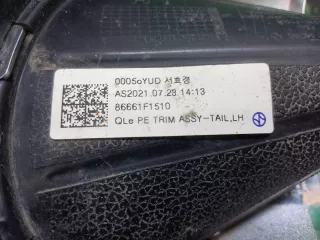 0005oYUD 서효경
AS2021.07.28.14:13
86661F1510
QLe PE TRIM ASSY-TAIL,LH